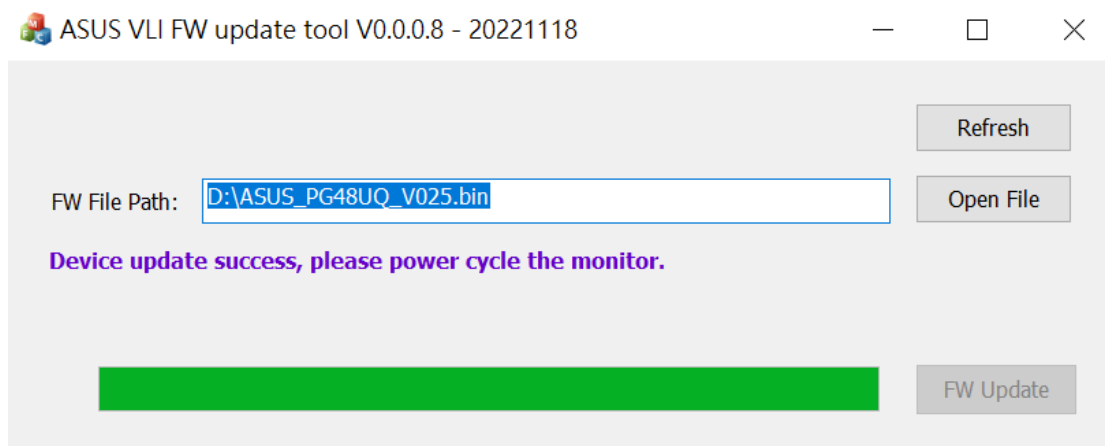 ASUS VLI FW update tool V0.0.0.8 - 20221118
Refresh
FW File Path:
D:\ASUS_PG48UQ_V025.bin
Open File
Device update success, please power cycle the monitor.
FW Update